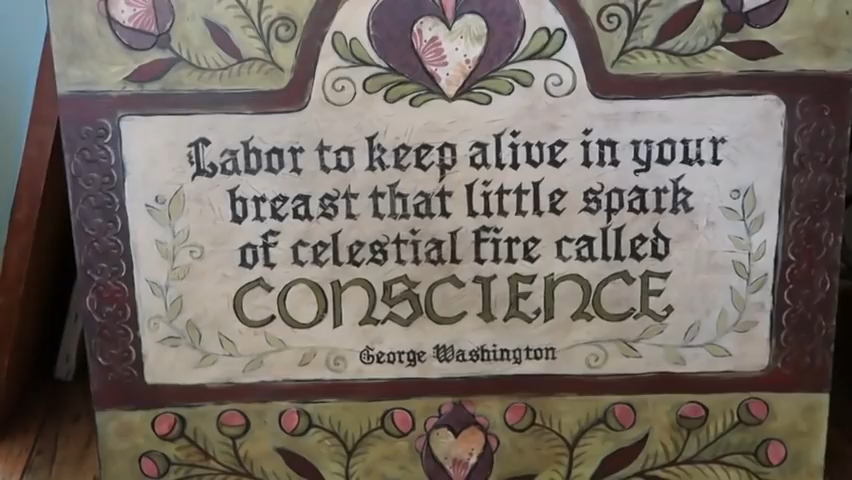 Labor to keep alive in your
breast that little spark
of celestial fire called
CONSCIENCE
George Washington